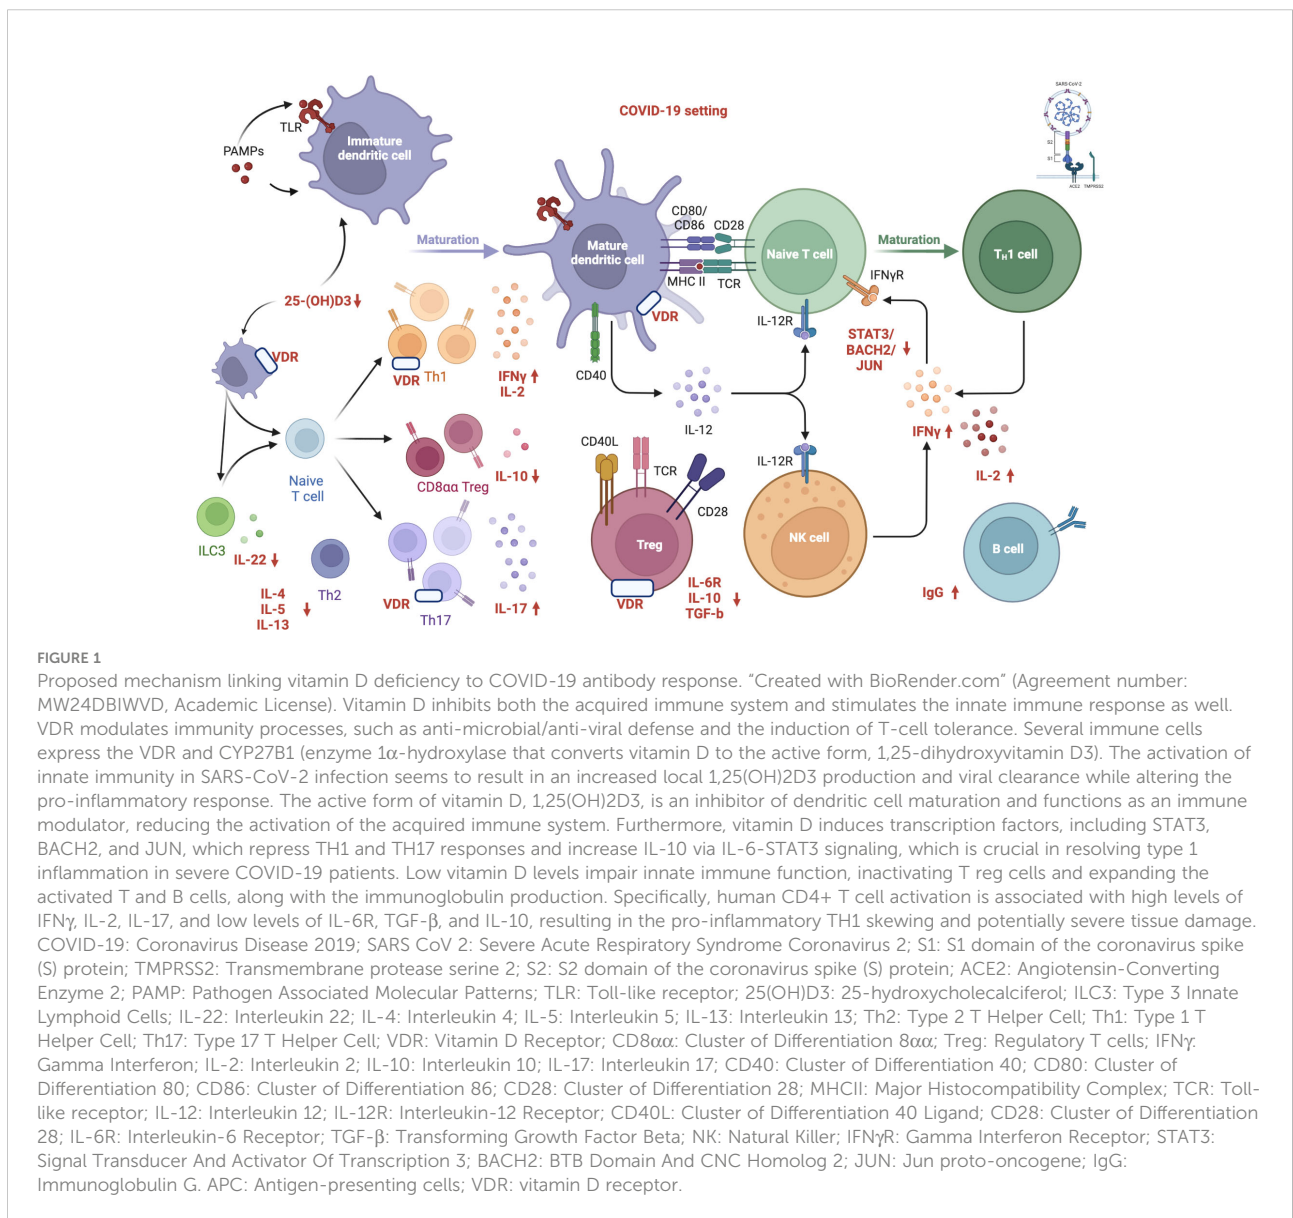 COVID-19 setting
SARS-CoV-2
S2
S1
ACE2
TMPRSS2
PAMPs
TLR
Immature
dendritic cell
Maturation
Mature
dendritic cell
CD80/
CD86
CD28
MHC II
TCR
Naive T cell
Maturation
TH1 cell
IFNγR
25-(OH)D3
VDR
VDR
Th1
IFNγ
IL-2
VDR
CD40
IL-12R
STAT3/
BACH2/
JUN
IL-12
IFNγ
IL-2
Naive
T cell
CD8αα Treg
IL-10
CD40L
TCR
CD28
IL-12R
Treg
NK cell
B cell
ILC3
IL-22
Th2
IL-4
IL-5
IL-13
VDR
Th17
IL-17
VDR
IL-6R
IL-10
TGF-b
IgG
FIGURE 1
Proposed mechanism linking vitamin D deficiency to COVID-19 antibody response. “Created with BioRender.com” (Agreement number:
MW24DBIWVD, Academic License). Vitamin D inhibits both the acquired immune system and stimulates the innate immune response as well.
VDR modulates immunity processes, such as anti-microbial/anti-viral defense and the induction of T-cell tolerance. Several immune cells
express the VDR and CYP27B1 (enzyme 1α-hydroxylase that converts vitamin D to the active form, 1,25-dihydroxyvitamin D3). The activation of
innate immunity in SARS-CoV-2 infection seems to result in an increased local 1,25(OH)2D3 production and viral clearance while altering the
pro-inflammatory response. The active form of vitamin D, 1,25(OH)2D3, is an inhibitor of dendritic cell maturation and functions as an immune
modulator, reducing the activation of the acquired immune system. Furthermore, vitamin D induces transcription factors, including STAT3,
BACH2, and JUN, which repress TH1 and TH17 responses and increase IL-10 via IL-6-STAT3 signaling, which is crucial in resolving type 1
inflammation in severe COVID-19 patients. Low vitamin D levels impair innate immune function, inactivating T reg cells and expanding the
activated T and B cells, along with the immunoglobulin production. Specifically, human CD4+ T cell activation is associated with high levels of
IFNγ, IL-2, IL-17, and low levels of IL-6R, TGF-β, and IL-10, resulting in the pro-inflammatory TH1 skewing and potentially severe tissue damage.
COVID-19: Coronavirus Disease 2019; SARS CoV 2: Severe Acute Respiratory Syndrome Coronavirus 2; S1: S1 domain of the coronavirus spike
(S) protein; TMPRSS2: Transmembrane protease serine 2; S2: S2 domain of the coronavirus spike (S) protein; ACE2: Angiotensin-Converting
Enzyme 2; PAMP: Pathogen Associated Molecular Patterns; TLR: Toll-like receptor; 25(OH)D3: 25-hydroxycholecalciferol; ILC3: Type 3 Innate
Lymphoid Cells; IL-22: Interleukin 22; IL-4: Interleukin 4; IL-5: Interleukin 5; IL-13: Interleukin 13; Th2: Type 2 T Helper Cell; Th1: Type 1 T
Helper Cell; Th17: Type 17 T Helper Cell; VDR: Vitamin D Receptor; CD8αα: Cluster of Differentiation 8αα; Treg: Regulatory T cells; IFNγ:
Gamma Interferon; IL-2: Interleukin 2; IL-10: Interleukin 10; IL-17: Interleukin 17; CD40: Cluster of Differentiation 40; CD80: Cluster of
Differentiation 80; CD86: Cluster of Differentiation 86; CD28: Cluster of Differentiation 28; MHCII: Major Histocompatibility Complex; TCR: Toll-
like receptor; IL-12: Interleukin 12; IL-12R: Interleukin-12 Receptor; CD40L: Cluster of Differentiation 40 Ligand; CD28: Cluster of Differentiation
28; IL-6R: Interleukin-6 Receptor; TGF-β: Transforming Growth Factor Beta; NK: Natural Killer; IFNγR: Gamma Interferon Receptor; STAT3:
Signal Transducer And Activator Of Transcription 3; BACH2: BTB Domain And CNC Homolog 2; JUN: Jun proto-oncogene; IgG:
Immunoglobulin G. APC: Antigen-presenting cells; VDR: vitamin D receptor.